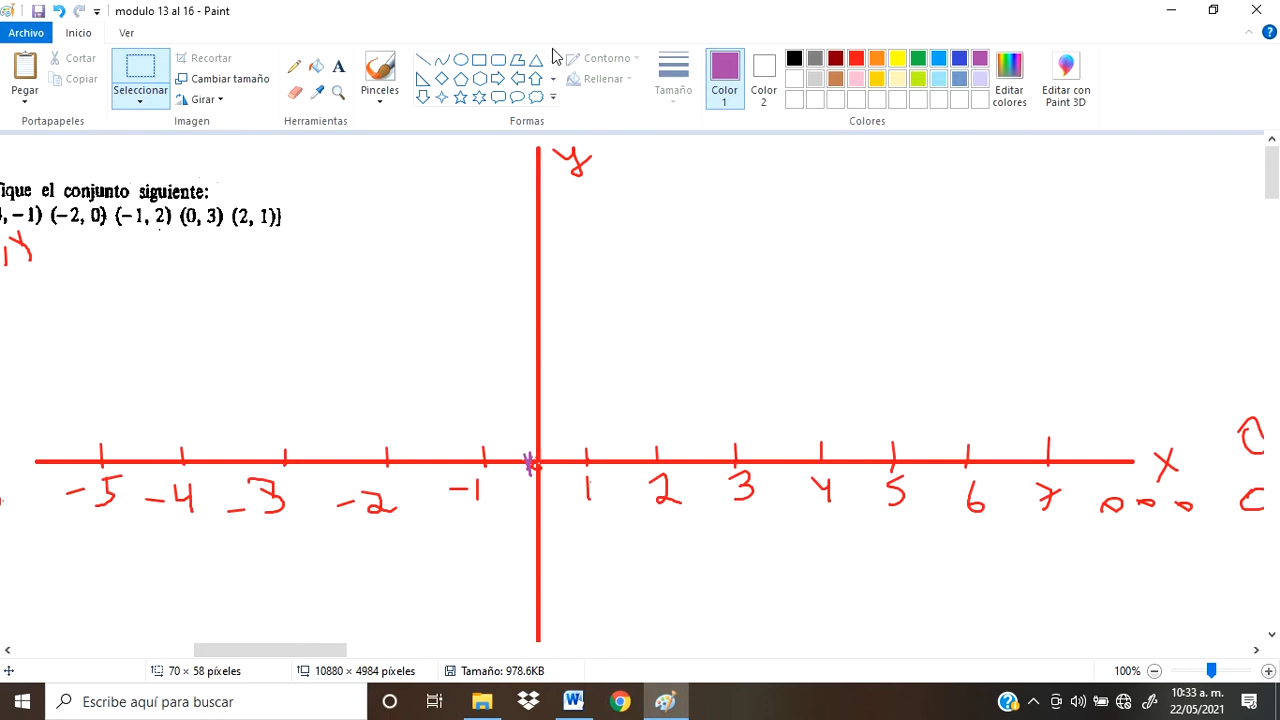 modulo 13 al 16 - Paint
Archivo Inicio Ver
Pegar
Cortar
Copiar
Portapapeles
Seleccionar
Recortar
Cambiar tamaño
Girar
Imagen
Herramientas
Pinceles
Formas
Contorno
Rellenar
Tamaño
Color 1
Color 2
Editar colores
Editar con Paint 3D
Colores
ique el conjunto siguiente:
, −1) (−2, 0) (−1, 2) (0, 3) (2, 1)}
y
x
-5 -4 -3 -2 -1 1 2 3 4 5 6 7
70 × 58 píxeles
10880 × 4984 píxeles
Tamaño: 978.6KB
100%
Escribe aquí para buscar
10:33 a. m.
22/05/2021